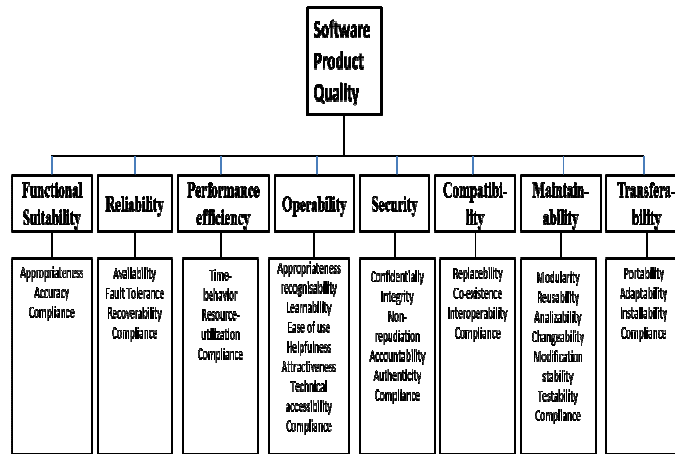 Software
Product
Quality
Functional
Suitability
Reliability
Performance
efficiency
Operability
Security
Compatibi-
lity
Maintain-
ability
Transfera-
bility
Appropriateness
Accuracy
Compliance
Availability
Fault Tolerance
Recoverability
Compliance
Time-
behavior
Resource-
utilization
Compliance
Appropriateness
recognisability
Learnability
Ease of use
Helpfulness
Attractiveness
Technical
accessibility
Compliance
Confidentially
Integrity
Non-
repudiation
Accountability
Authenticity
Compliance
Replacebility
Co-existence
Interoperability
Compliance
Modularity
Reusability
Analizability
Changeability
Modification
stability
Testability
Compliance
Portability
Adaptability
Installability
Compliance